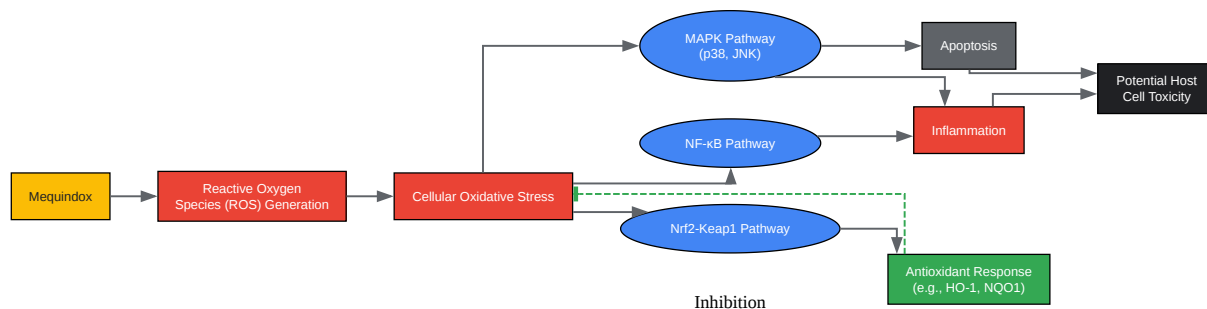 Mequindox
Reactive Oxygen
Species (ROS) Generation
Cellular Oxidative Stress
MAPK Pathway
(p38, JNK)
NF-κB Pathway
Nrf2-Keap1 Pathway
Apoptosis
Inflammation
Antioxidant Response
(e.g., HO-1, NQO1)
Potential Host
Cell Toxicity
Inhibition